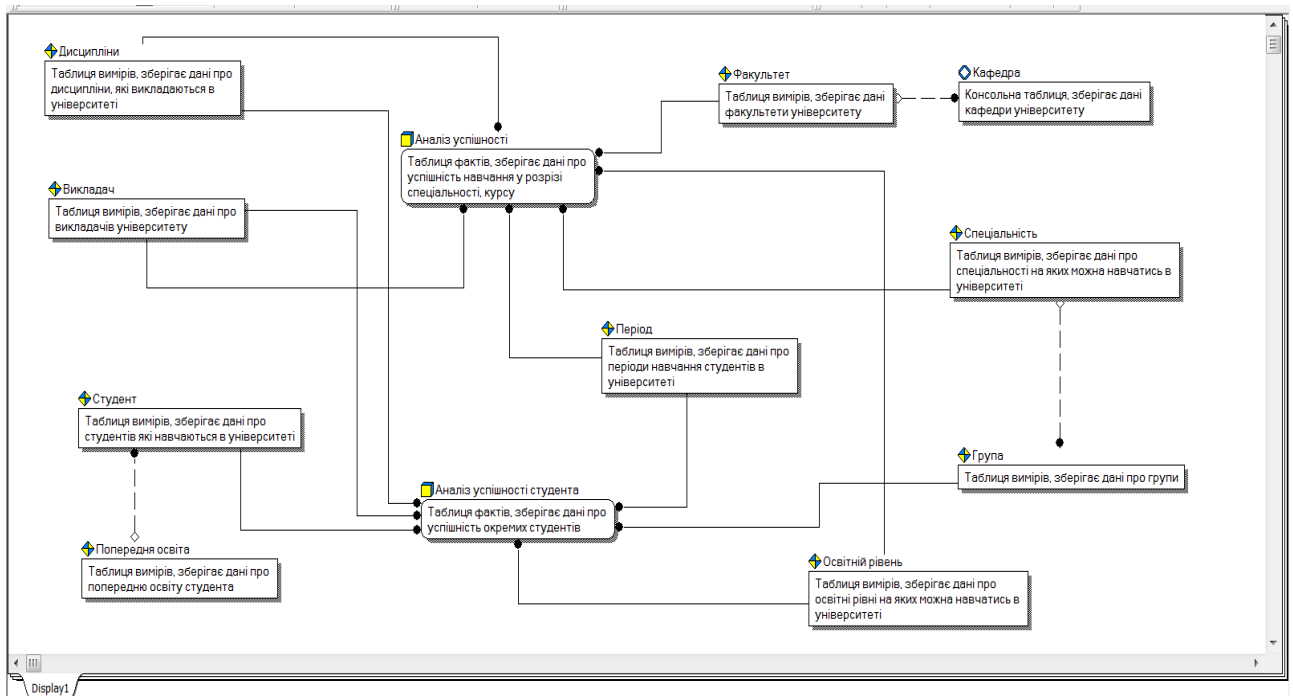 Дисципліни
Таблиця вимірів, зберігає дані про
дисципліни, які викладаються в
університеті
Факультет
Таблиця вимірів, зберігає дані
факультети університету
Кафедра
Консольна таблиця, зберігає дані
кафедри університету
Аналіз успішності
Таблиця фактів, зберігає дані про
успішність навчання у розрізі
спеціальності, курсу
Викладач
Таблиця вимірів, зберігає дані про
викладачів університету
Спеціальність
Таблиця вимірів, зберігає дані про
спеціальності на яких можна навчатись в
університеті
Період
Таблиця вимірів, зберігає дані про
періоди навчання студентів в
університеті
Студент
Таблиця вимірів, зберігає дані про
студентів які навчаються в університеті
Група
Таблиця вимірів, зберігає дані про групи
Аналіз успішності студента
Таблиця фактів, зберігає дані про
успішність окремих студентів
Попередня освіта
Таблиця вимірів, зберігає дані про
попередню освіту студента
Освітній рівень
Таблиця вимірів, зберігає дані про
освітні рівні на яких можна навчатись в
університеті
Display1